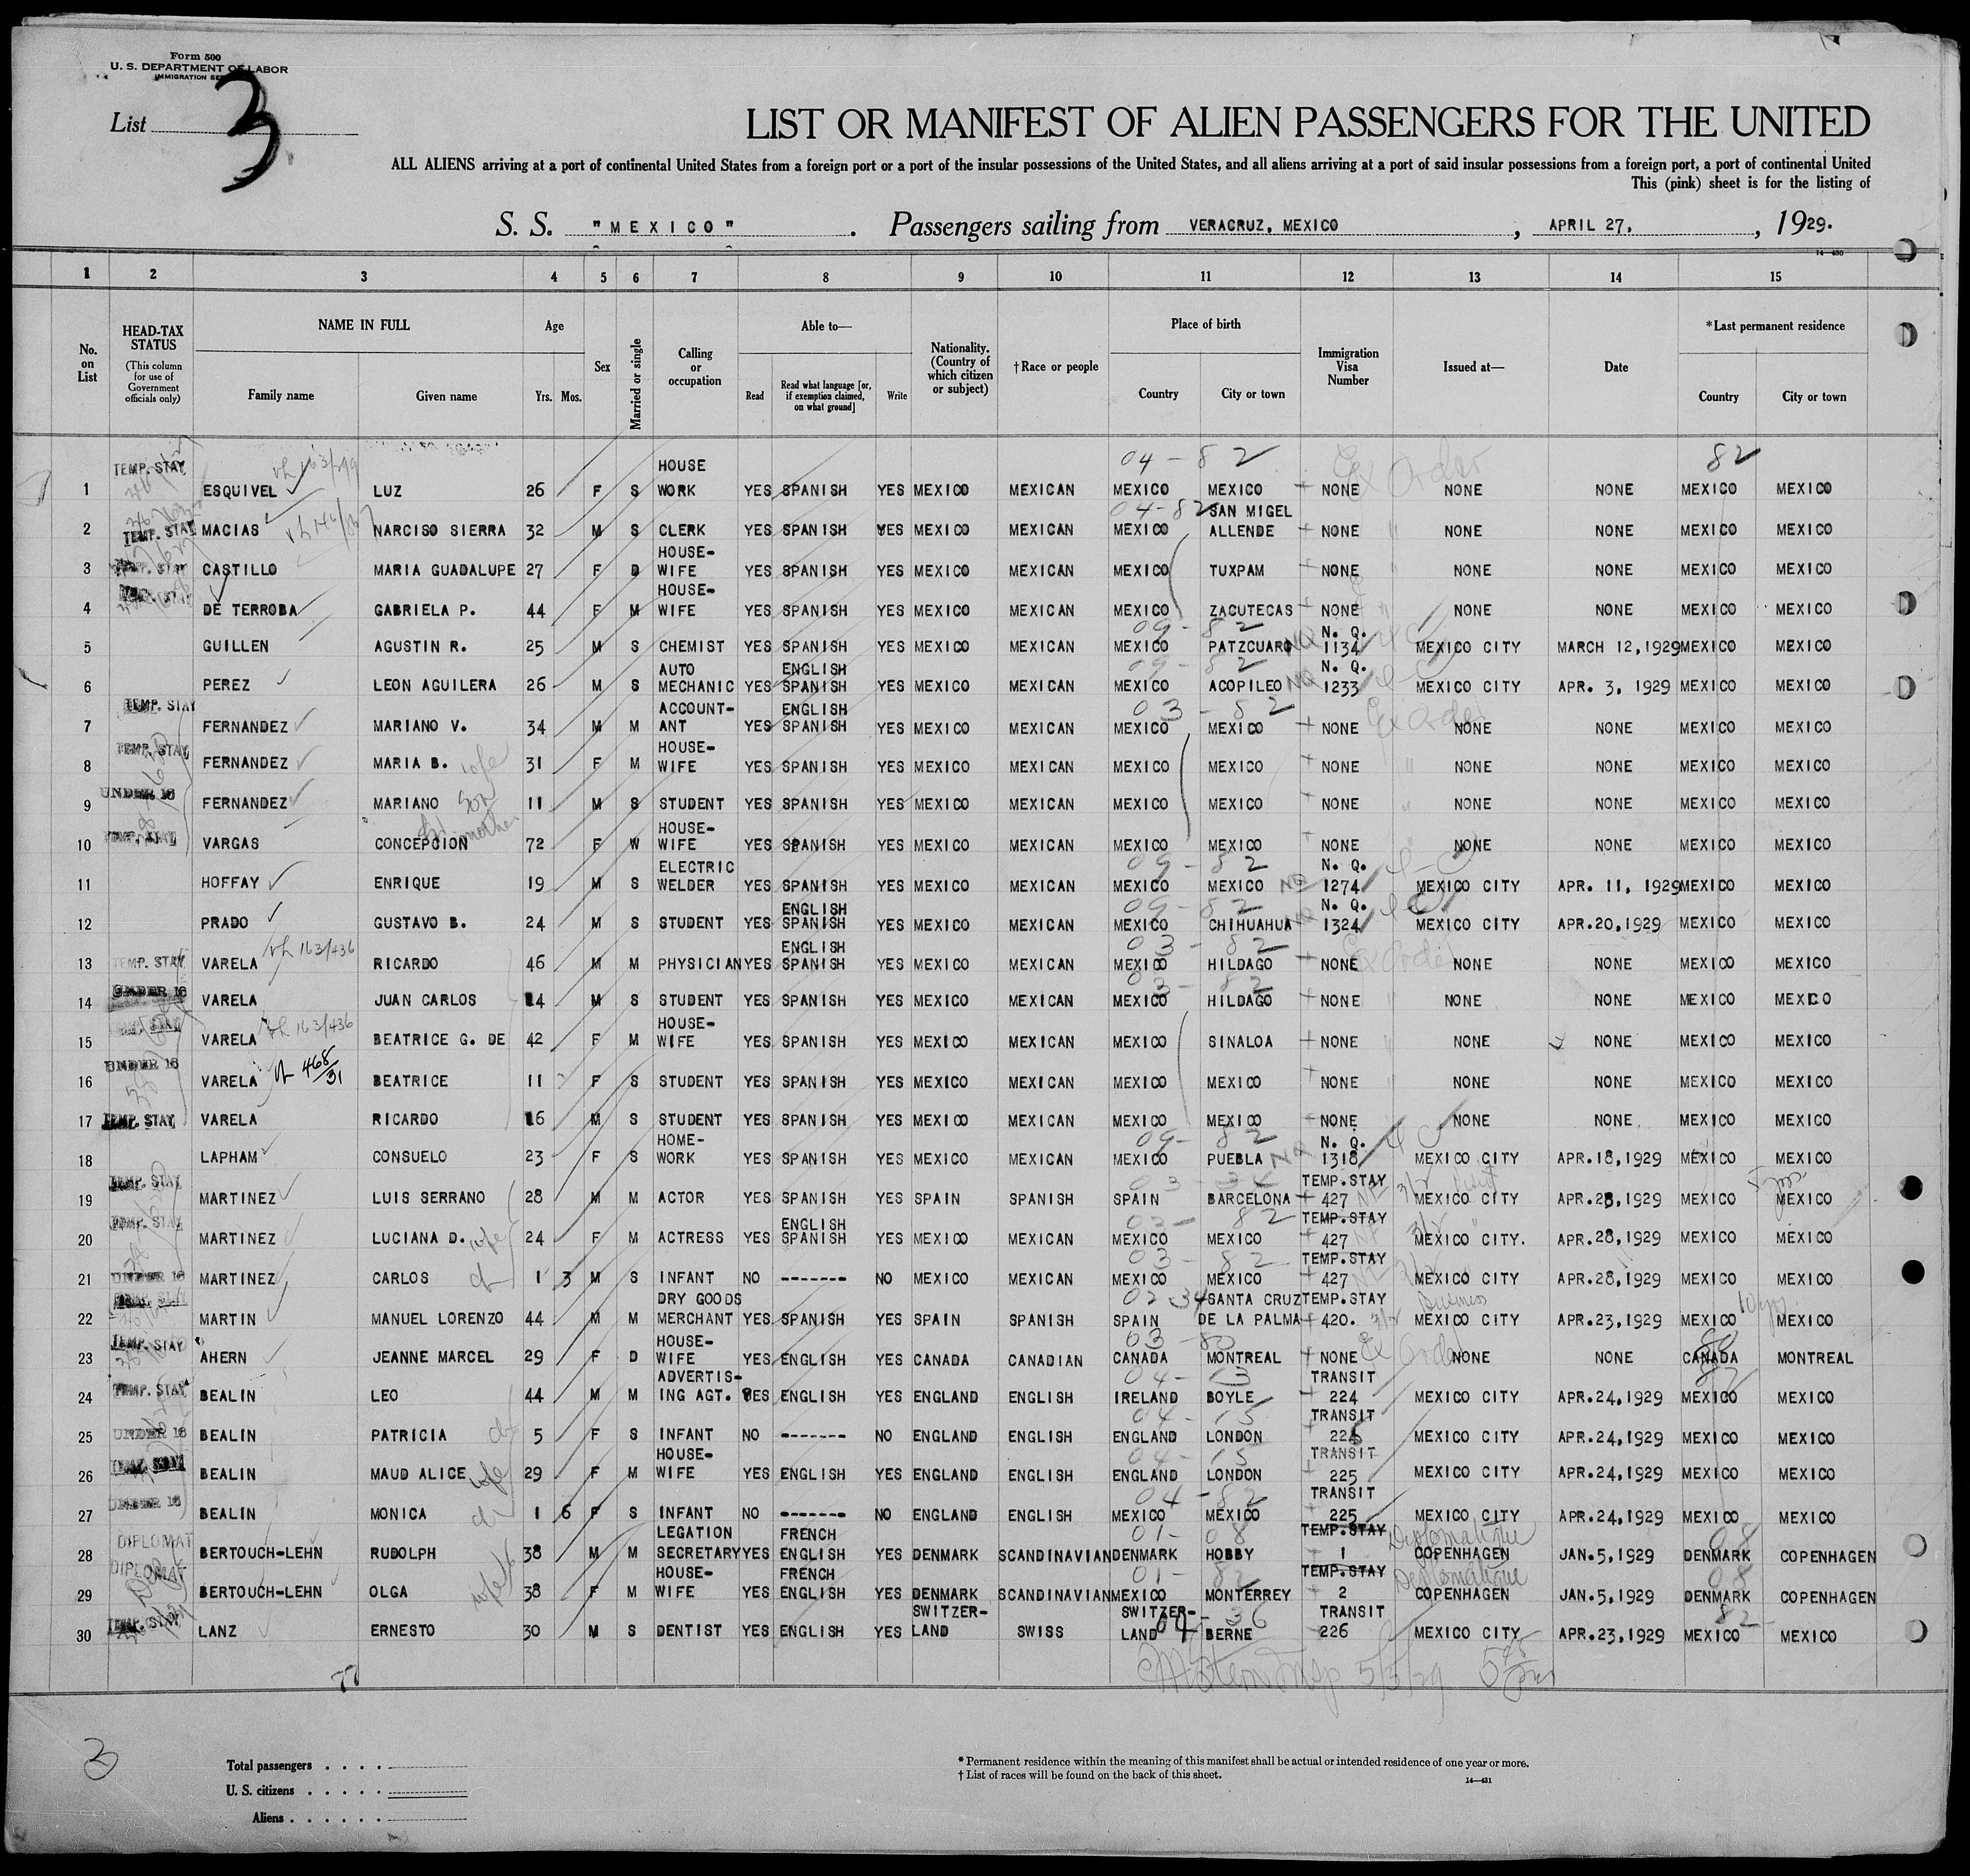 Form 500
U. S. DEPARTMENT OF LABOR
IMMIGRATION
List 3
LIST OR MANIFEST OF ALIEN PASSENGERS FOR THE UNITED
ALL ALIENS arriving at a port of continental United States from a foreign port or a port of the insular possessions of the United States, and all aliens arriving at a port of said insular possessions from a foreign port, a port of continental United
This (pink) sheet is for the listing of
S. S. "MEXICO" . Passengers sailing from VERACRUZ, MEXICO , APRIL 27, , 1929.
1 2 3 4 5 6 7 8 9 10 11 12 13 14 15
No. on List HEAD-TAX STATUS (This column for use of Government officials only) NAME IN FULL Family name Given name Age Yrs. Mos. Sex Married or single Calling or occupation Able to— Read Read what language [or, if exemption claimed, on what ground] Write Nationality. (Country of which citizen or subject) †Race or people Place of birth Country City or town Immigration Visa Number Issued at— Date *Last permanent residence Country City or town
1 TEMP. STAY ESQUIVEL LUZ 26 F S HOUSE WORK YES SPANISH YES MEXICO MEXICAN MEXICO MEXICO NONE NONE NONE MEXICO MEXICO
2 TEMP. STAY MACIAS NARCISO SIERRA 32 M S CLERK YES SPANISH YES MEXICO MEXICAN MEXICO SAN MIGEL ALLENDE NONE NONE NONE MEXICO MEXICO
3 TEMP. STAY CASTILLO MARIA GUADALUPE 27 F D HOUSE-WIFE YES SPANISH YES MEXICO MEXICAN MEXICO TUXPAM NONE NONE NONE MEXICO MEXICO
4 TEMP. STAY DE TERROBA GABRIELA P. 44 F M HOUSE-WIFE YES SPANISH YES MEXICO MEXICAN MEXICO ZACUTECAS NONE NONE NONE MEXICO MEXICO
5 GUILLEN AGUSTIN R. 25 M S CHEMIST YES SPANISH YES MEXICO MEXICAN MEXICO PATZCUARO N. Q. 1134 MEXICO CITY MARCH 12,1929 MEXICO MEXICO
6 PEREZ LEON AGUILERA 26 M S AUTO MECHANIC YES ENGLISH SPANISH YES MEXICO MEXICAN MEXICO ACOPILEO N. Q. 1233 MEXICO CITY APR. 3, 1929 MEXICO MEXICO
7 TEMP. STAY FERNANDEZ MARIANO V. 34 M M ACCOUNT-ANT YES ENGLISH SPANISH YES MEXICO MEXICAN MEXICO MEXICO NONE NONE NONE MEXICO MEXICO
8 TEMP. STAY FERNANDEZ MARIA B. wife 31 F M HOUSE-WIFE YES SPANISH YES MEXICO MEXICAN MEXICO MEXICO NONE NONE NONE MEXICO MEXICO
9 UNDER 16 FERNANDEZ MARIANO son 11 M S STUDENT YES SPANISH YES MEXICO MEXICAN MEXICO MEXICO NONE NONE NONE MEXICO MEXICO
10 TEMP. STAY VARGAS CONCEPCION mother 72 F W HOUSE-WIFE YES SPANISH YES MEXICO MEXICAN MEXICO MEXICO NONE NONE NONE MEXICO MEXICO
11 HOFFAY ENRIQUE 19 M S ELECTRIC WELDER YES SPANISH YES MEXICO MEXICAN MEXICO MEXICO N. Q. 1274 MEXICO CITY APR. 11, 1929 MEXICO MEXICO
12 PRADO GUSTAVO B. 24 M S STUDENT YES ENGLISH SPANISH YES MEXICO MEXICAN MEXICO CHIHUAHUA N. Q. 1324 MEXICO CITY APR.20,1929 MEXICO MEXICO
13 TEMP. STAY VARELA RICARDO 46 M M PHYSICIAN YES ENGLISH SPANISH YES MEXICO MEXICAN MEXICO HILDAGO NONE NONE NONE MEXICO MEXICO
14 UNDER 16 VARELA JUAN CARLOS 14 M S STUDENT YES SPANISH YES MEXICO MEXICAN MEXICO HILDAGO NONE NONE NONE MEXICO MEXICO
15 TEMP. STAY VARELA BEATRICE G. DE 42 F M HOUSE-WIFE YES SPANISH YES MEXICO MEXICAN MEXICO SINALOA NONE NONE NONE MEXICO MEXICO
16 UNDER 16 VARELA 468/31 BEATRICE 11 F S STUDENT YES SPANISH YES MEXICO MEXICAN MEXICO MEXICO NONE NONE NONE MEXICO MEXICO
17 TEMP. STAY VARELA RICARDO 16 M S STUDENT YES SPANISH YES MEXICO MEXICAN MEXICO MEXICO NONE NONE NONE MEXICO MEXICO
18 LAPHAM CONSUELO 23 F S HOME-WORK YES SPANISH YES MEXICO MEXICAN MEXICO PUEBLA N. Q. 1318 MEXICO CITY APR.18,1929 MEXICO MEXICO
19 TEMP. STAY MARTINEZ LUIS SERRANO 28 M M ACTOR YES SPANISH YES SPAIN SPANISH SPAIN BARCELONA TEMP.STAY 427 MEXICO CITY APR.28,1929 MEXICO MEXICO
20 TEMP. STAY MARTINEZ LUCIANA D. wife 24 F M ACTRESS YES ENGLISH SPANISH YES MEXICO MEXICAN MEXICO MEXICO TEMP.STAY 427 MEXICO CITY. APR.28,1929 MEXICO MEXICO
21 UNDER 16 MARTINEZ CARLOS 1 3 M S INFANT NO ------- NO MEXICO MEXICAN MEXICO MEXICO TEMP.STAY 427 MEXICO CITY APR.28,1929 MEXICO MEXICO
22 TEMP. STAY MARTIN MANUEL LORENZO 44 M M DRY GOODS MERCHANT YES SPANISH YES SPAIN SPANISH SPAIN SANTA CRUZ DE LA PALMA TEMP.STAY 420. Business MEXICO CITY APR.23,1929 MEXICO MEXICO
23 TEMP. STAY AHERN JEANNE MARCEL 29 F D HOUSE-WIFE YES ENGLISH YES CANADA CANADIAN CANADA MONTREAL NONE NONE NONE CANADA MONTREAL
24 TEMP. STAY BEALIN LEO 44 M M ADVERTIS-ING AGT. YES ENGLISH YES ENGLAND ENGLISH IRELAND BOYLE TRANSIT 224 MEXICO CITY APR.24,1929 MEXICO MEXICO
25 UNDER 16 BEALIN PATRICIA 5 F S INFANT NO ------- NO ENGLAND ENGLISH ENGLAND LONDON TRANSIT MEXICO CITY APR.24,1929 MEXICO MEXICO
26 TEMP. STAY BEALIN MAUD ALICE wife 29 F M HOUSE-WIFE YES ENGLISH YES ENGLAND ENGLISH ENGLAND LONDON TRANSIT 225 MEXICO CITY APR.24,1929 MEXICO MEXICO
27 UNDER 16 BEALIN MONICA 1 6 F S INFANT NO ------- NO ENGLAND ENGLISH MEXICO MEXICO TRANSIT 225 MEXICO CITY APR.24,1929 MEXICO MEXICO
28 DIPLOMAT BERTOUCH-LEHN RUDOLPH 38 M M LEGATION SECRETARY YES FRENCH ENGLISH YES DENMARK SCANDINAVIAN DENMARK HOBBY TEMP.STAY 1 Diplomatique COPENHAGEN JAN.5,1929 DENMARK COPENHAGEN
29 DIPLOMAT BERTOUCH-LEHN OLGA wife 38 F M HOUSE-WIFE YES FRENCH ENGLISH YES DENMARK SCANDINAVIAN MEXICO MONTERREY TEMP.STAY 2 Diplomatique COPENHAGEN JAN.5,1929 DENMARK COPENHAGEN
30 TEMP. STAY LANZ ERNESTO 30 M S DENTIST YES ENGLISH YES SWITZER-LAND SWISS SWITZER-LAND BERNE TRANSIT 226 MEXICO CITY APR.23,1929 MEXICO MEXICO
77
3
Total passengers . . . .
U. S. citizens . . . . .
Aliens . . . . . .
* Permanent residence within the meaning of this manifest shall be actual or intended residence of one year or more.
† List of races will be found on the back of this sheet.
14—431